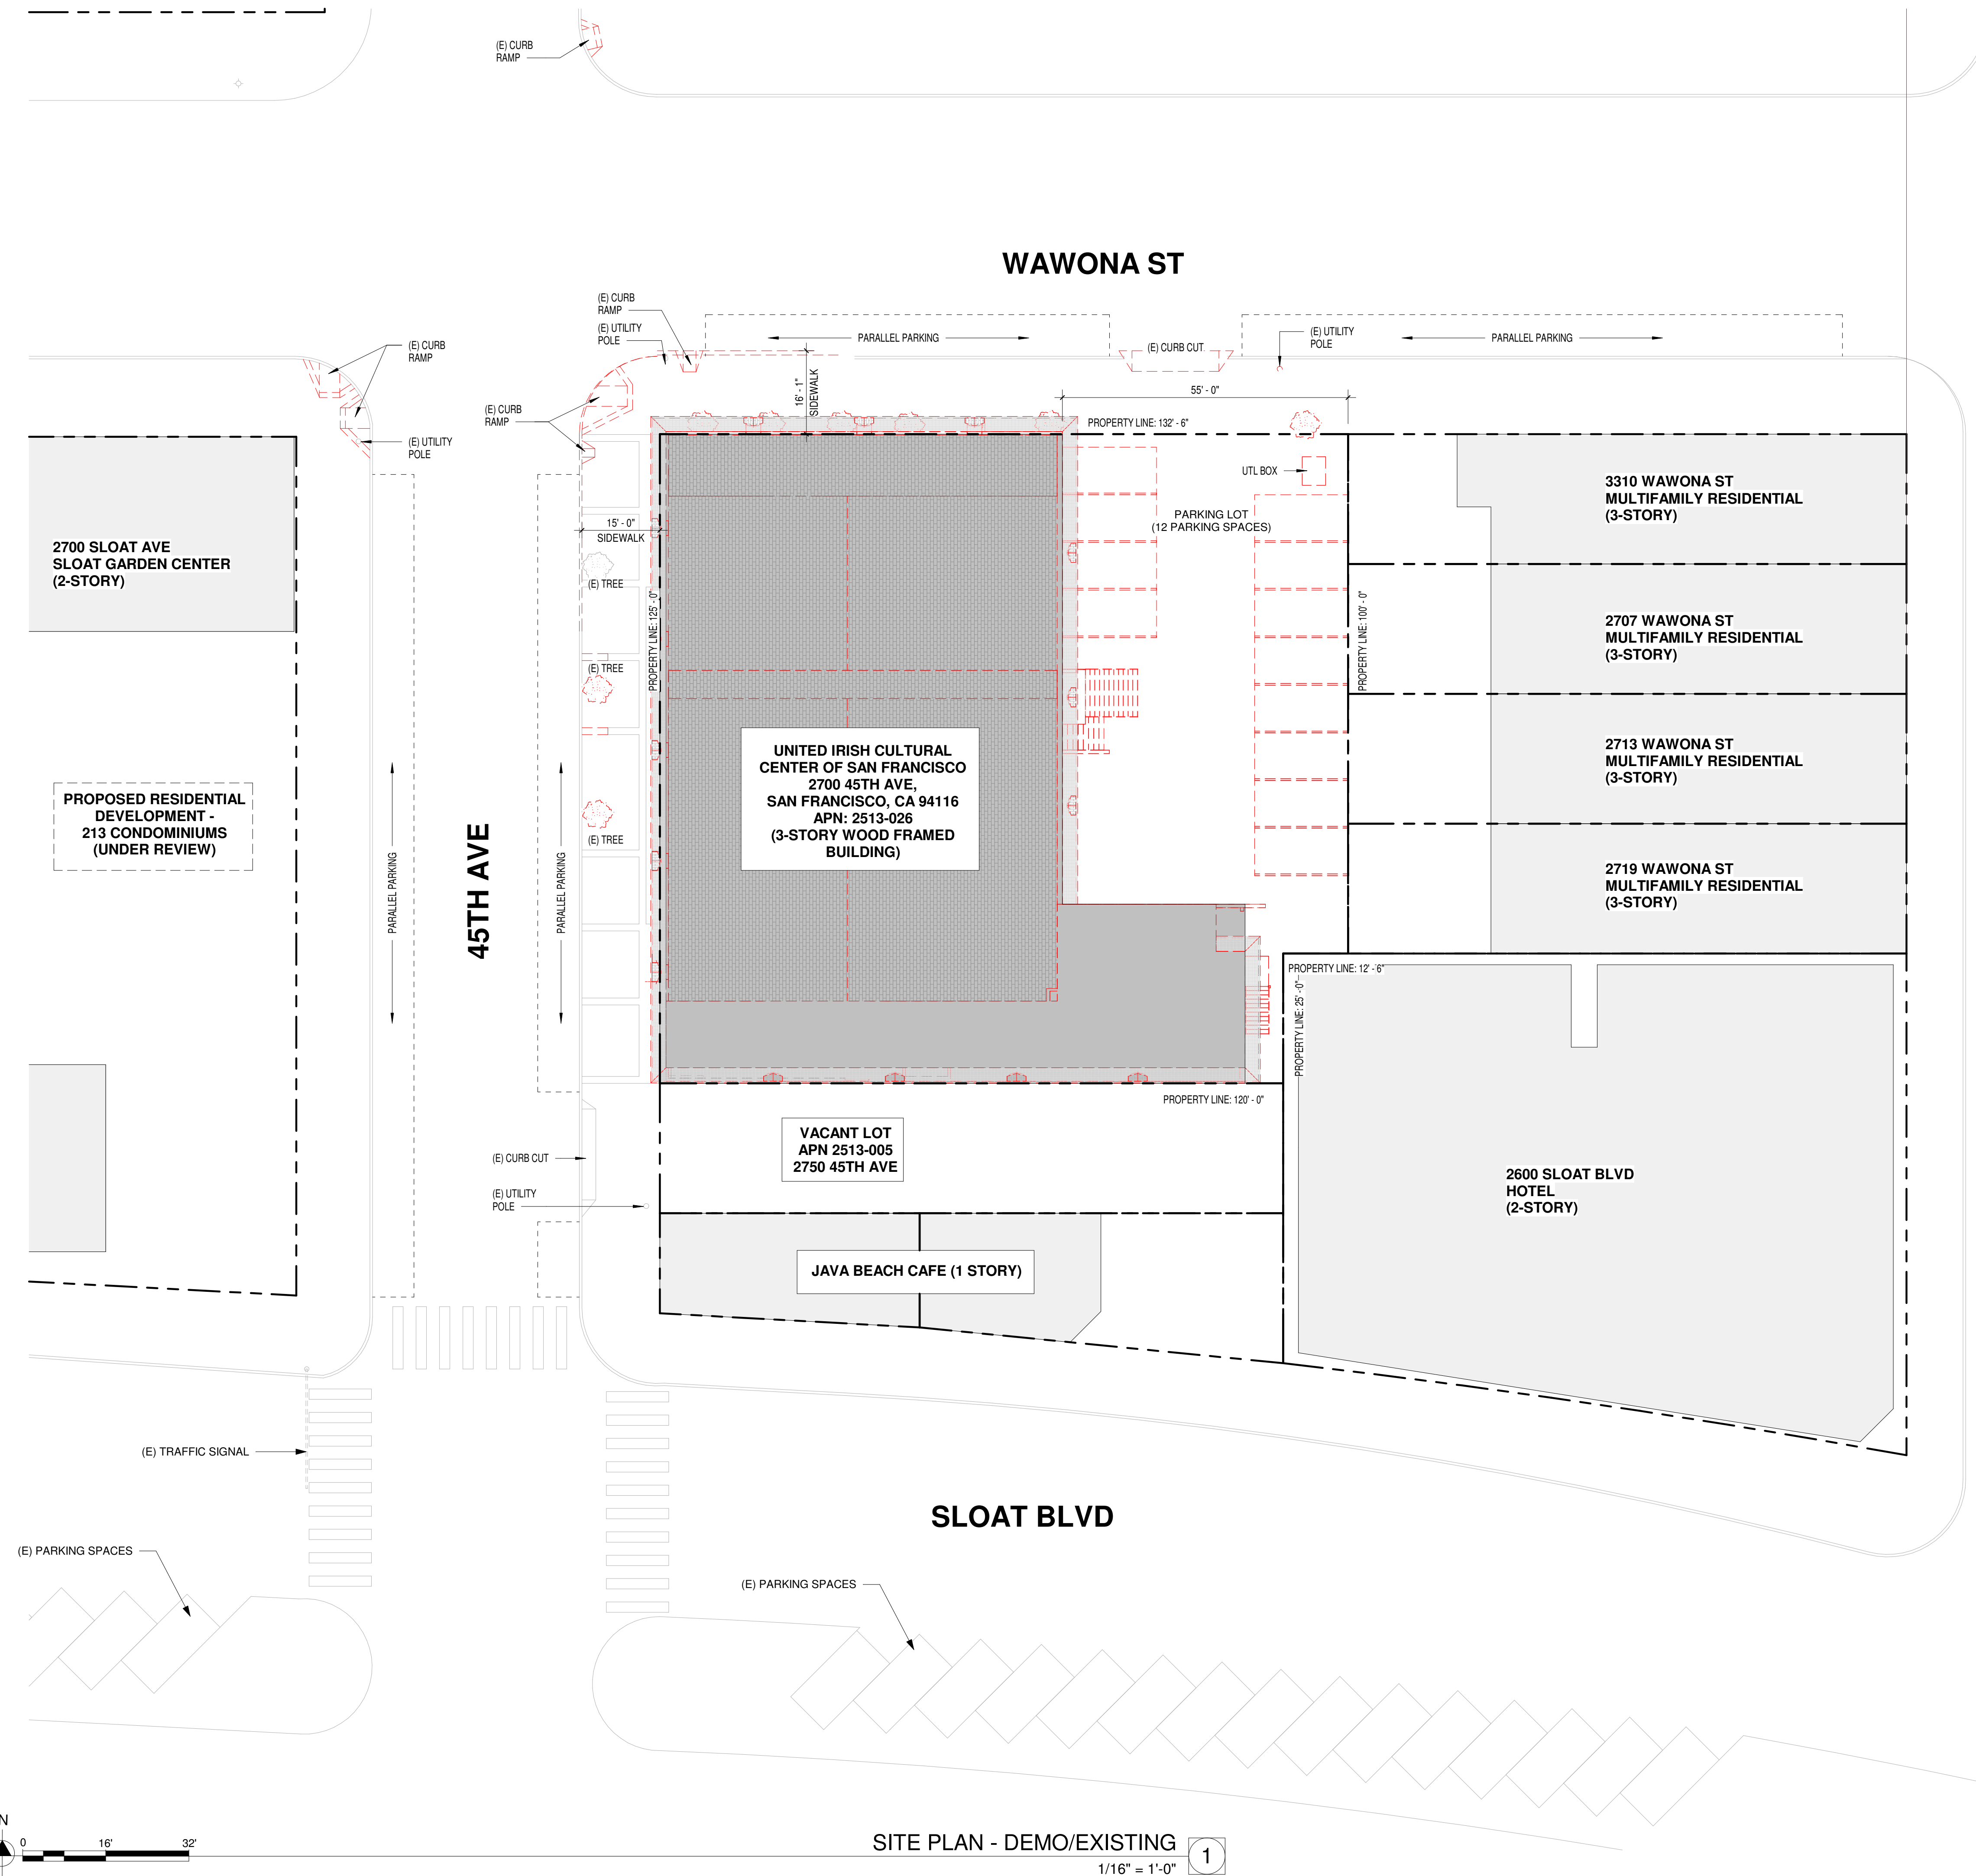 (E) CURB
RAMP
WAWONA ST
(E) CURB
RAMP
(E) UTILITY
POLE
PARALLEL PARKING
(E) CURB CUT
(E) UTILITY
POLE
PARALLEL PARKING
(E) CURB
RAMP
(E) UTILITY
POLE
(E) CURB
RAMP
16' - 1"
SIDEWALK
55' - 0"
PROPERTY LINE: 132' - 6"
UTL BOX
PARKING LOT
(12 PARKING SPACES)
15' - 0"
SIDEWALK
(E) TREE
(E) TREE
(E) TREE
PROPERTY LINE: 125' - 0"
PROPERTY LINE: 100' - 0"
2700 SLOAT AVE
SLOAT GARDEN CENTER
(2-STORY)
3310 WAWONA ST
MULTIFAMILY RESIDENTIAL
(3-STORY)
2707 WAWONA ST
MULTIFAMILY RESIDENTIAL
(3-STORY)
2713 WAWONA ST
MULTIFAMILY RESIDENTIAL
(3-STORY)
2719 WAWONA ST
MULTIFAMILY RESIDENTIAL
(3-STORY)
UNITED IRISH CULTURAL
CENTER OF SAN FRANCISCO
2700 45TH AVE,
SAN FRANCISCO, CA 94116
APN: 2513-026
(3-STORY WOOD FRAMED
BUILDING)
PROPOSED RESIDENTIAL
DEVELOPMENT -
213 CONDOMINIUMS
(UNDER REVIEW)
PARALLEL PARKING
45TH AVE
PARALLEL PARKING
PROPERTY LINE: 12' - 6"
PROPERTY LINE: 25' - 0"
PROPERTY LINE: 120' - 0"
VACANT LOT
APN 2513-005
2750 45TH AVE
(E) CURB CUT
(E) UTILITY
POLE
2600 SLOAT BLVD
HOTEL
(2-STORY)
JAVA BEACH CAFE (1 STORY)
(E) TRAFFIC SIGNAL
SLOAT BLVD
(E) PARKING SPACES
(E) PARKING SPACES
N
0
16'
32'
SITE PLAN - DEMO/EXISTING
1
1/16" = 1'-0"